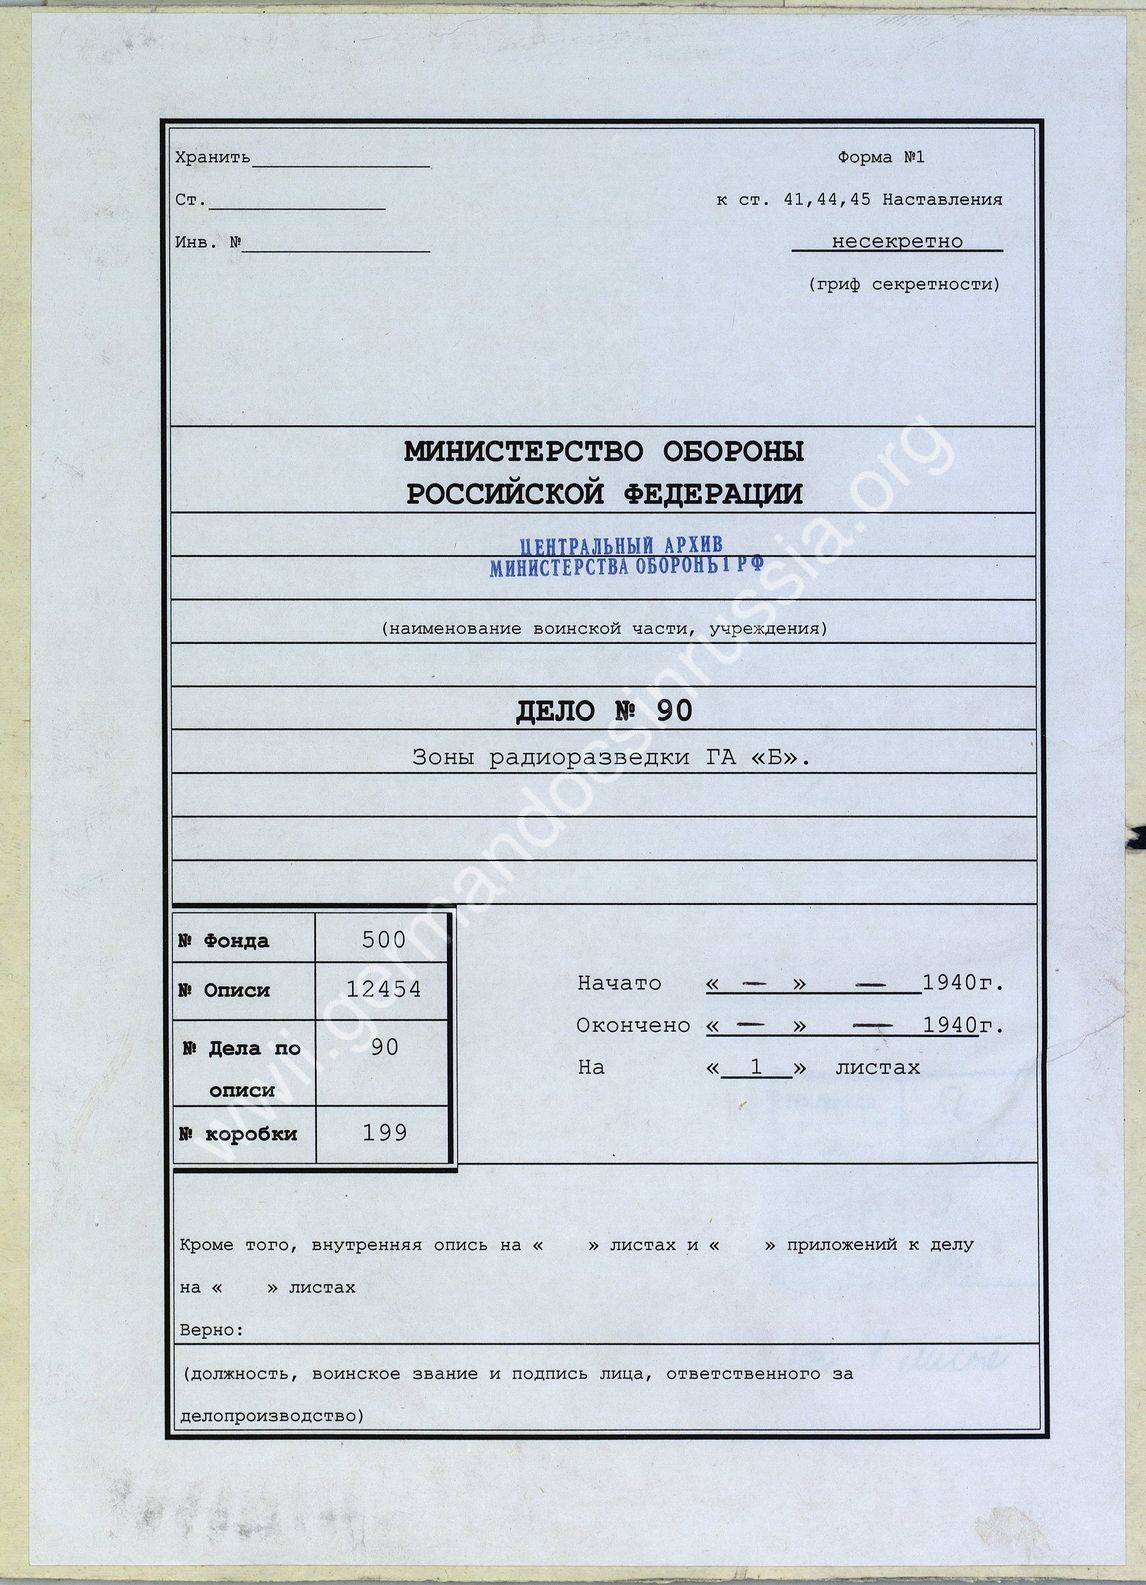 Хранить
Форма №1
Ст.
к ст. 41,44,45 Наставления
Инв. №
несекретно
(гриф секретности)
МИНИСТЕРСТВО ОБОРОНЫ
РОССИЙСКОЙ ФЕДЕРАЦИИ
ЦЕНТРАЛЬНЫЙ АРХИВ
МИНИСТЕРСТВА ОБОРОНЫ РФ
(наименование воинской части, учреждения)
ДЕЛО № 90
Зоны радиоразведки ГА «Б».
№ Фонда 500
№ Описи 12454
№ Дела по описи 90
№ коробки 199
Начато « — » — 1940г.
Окончено « — » — 1940г.
На « 1 » листах
Кроме того, внутренняя опись на « » листах и « » приложений к делу
на « » листах
Верно:
(должность, воинское звание и подпись лица, ответственного за
делопроизводство)
www.germandocsinrussia.org